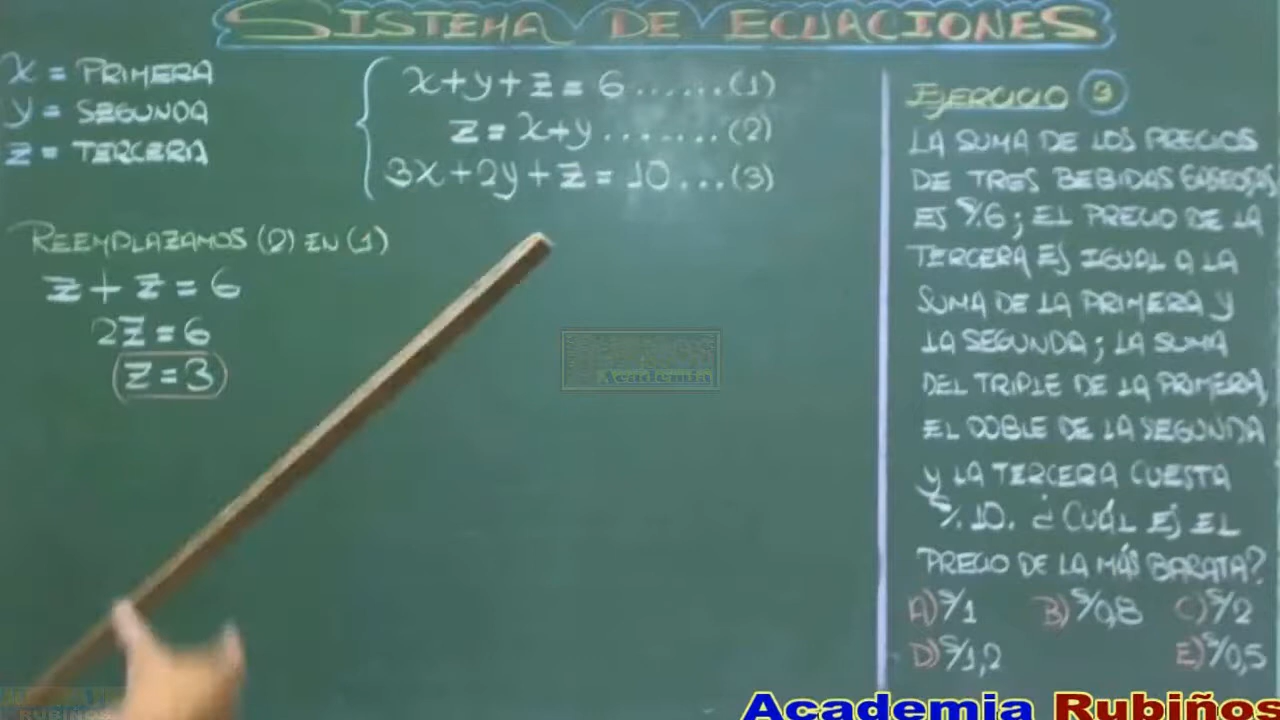 SISTEMA DE ECUACIONES
X = PRIMERA
Y = SEGUNDA
Z = TERCERA
x+y+z = 6 ......(1)
z = x+y .......(2)
3x+2y+z = 10 ...(3)
REEMPLAZAMOS (2) EN (1)
z + z = 6
2z = 6
z = 3
EJERCICIO 9
LA SUMA DE LOS PRECIOS
DE TRES BEBIDAS GASEOSAS
ES S/.6; EL PRECIO DE LA
TERCERA ES IGUAL A LA
SUMA DE LA PRIMERA Y
LA SEGUNDA; LA SUMA
DEL TRIPLE DE LA PRIMERA,
EL DOBLE DE LA SEGUNDA
Y LA TERCERA CUESTA
S/.10. ¿CUÁL ES EL
PRECIO DE LA MÁS BARATA?
A) S/1 B) S/0,8 C) S/2
D) S/1,2 E) S/0,5
Academia
RUBIÑOS
Academia Rubiños